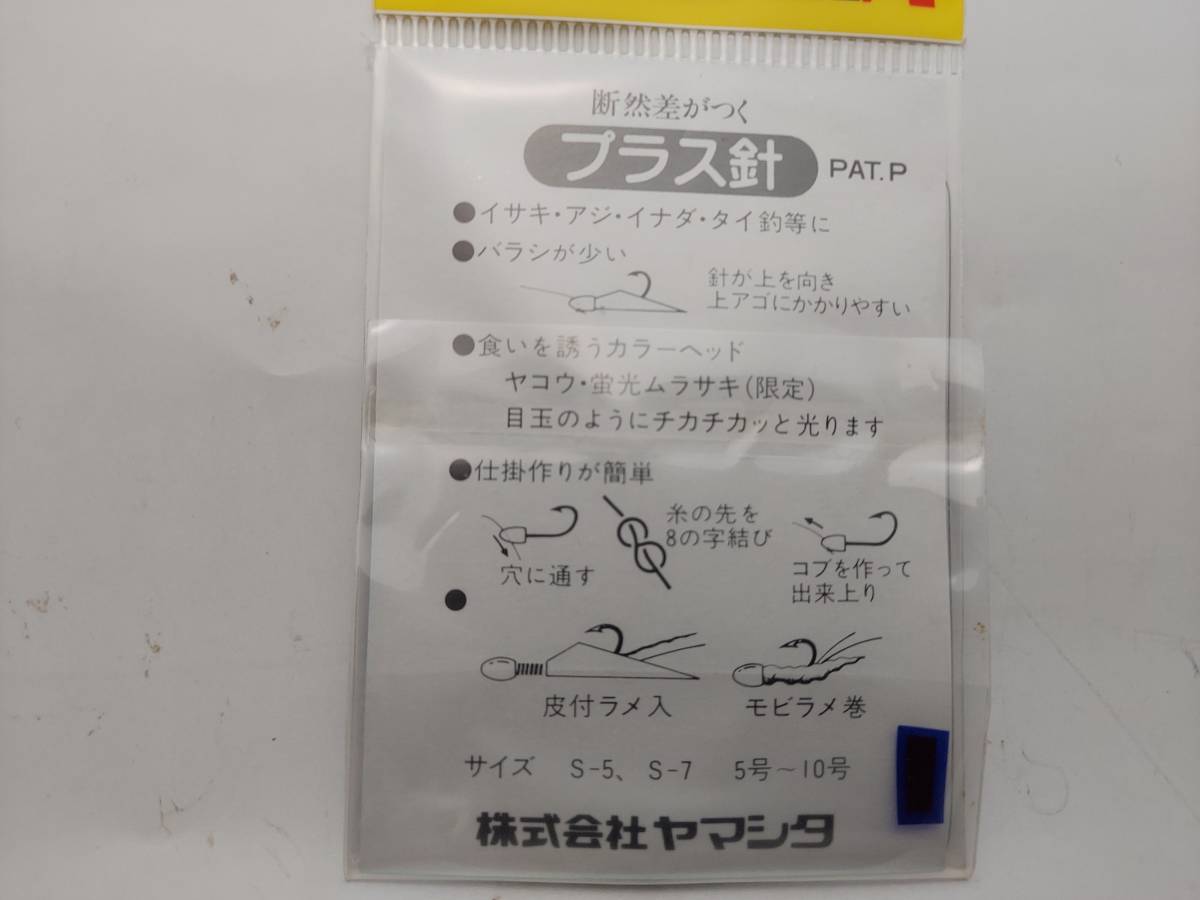 断然差がつく
プラス針 PAT.P
●イサキ・アジ・イナダ・タイ釣等に
●バラシが少い
針が上を向き
上アゴにかかりやすい
●食いを誘うカラーヘッド
ヤコウ・蛍光ムラサキ(限定)
目玉のようにチカチカッと光ります
●仕掛作りが簡単
穴に通す
糸の先を
8の字結び
コブを作って
出来上り
●
皮付ラメ入 モビラメ巻
サイズ S-5、S-7 5号〜10号
株式会社ヤマシタ